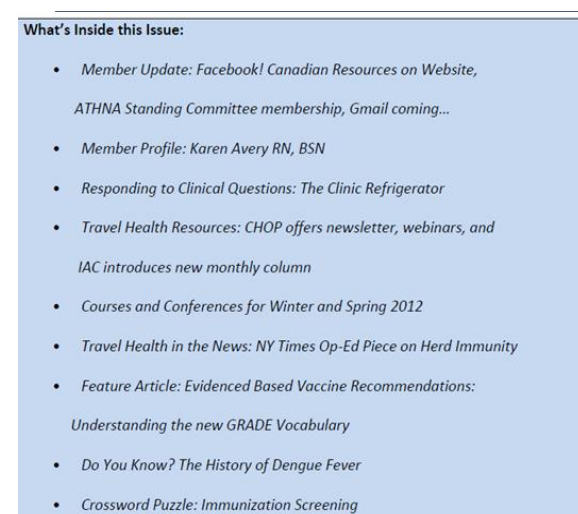 What's Inside this Issue:
• Member Update: Facebook! Canadian Resources on Website,
ATHNA Standing Committee membership, Gmail coming...
• Member Profile: Karen Avery RN, BSN
• Responding to Clinical Questions: The Clinic Refrigerator
• Travel Health Resources: CHOP offers newsletter, webinars, and
IAC introduces new monthly column
• Courses and Conferences for Winter and Spring 2012
• Travel Health in the News: NY Times Op-Ed Piece on Herd Immunity
• Feature Article: Evidenced Based Vaccine Recommendations:
Understanding the new GRADE Vocabulary
• Do You Know? The History of Dengue Fever
• Crossword Puzzle: Immunization Screening